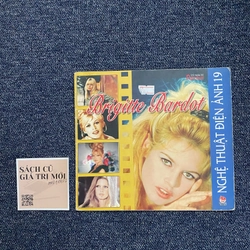 Brigitte Bardot
NGHỆ THUẬT ĐIỆN ẢNH 19
SÁCH CŨ
GIÁ TRỊ MỚI